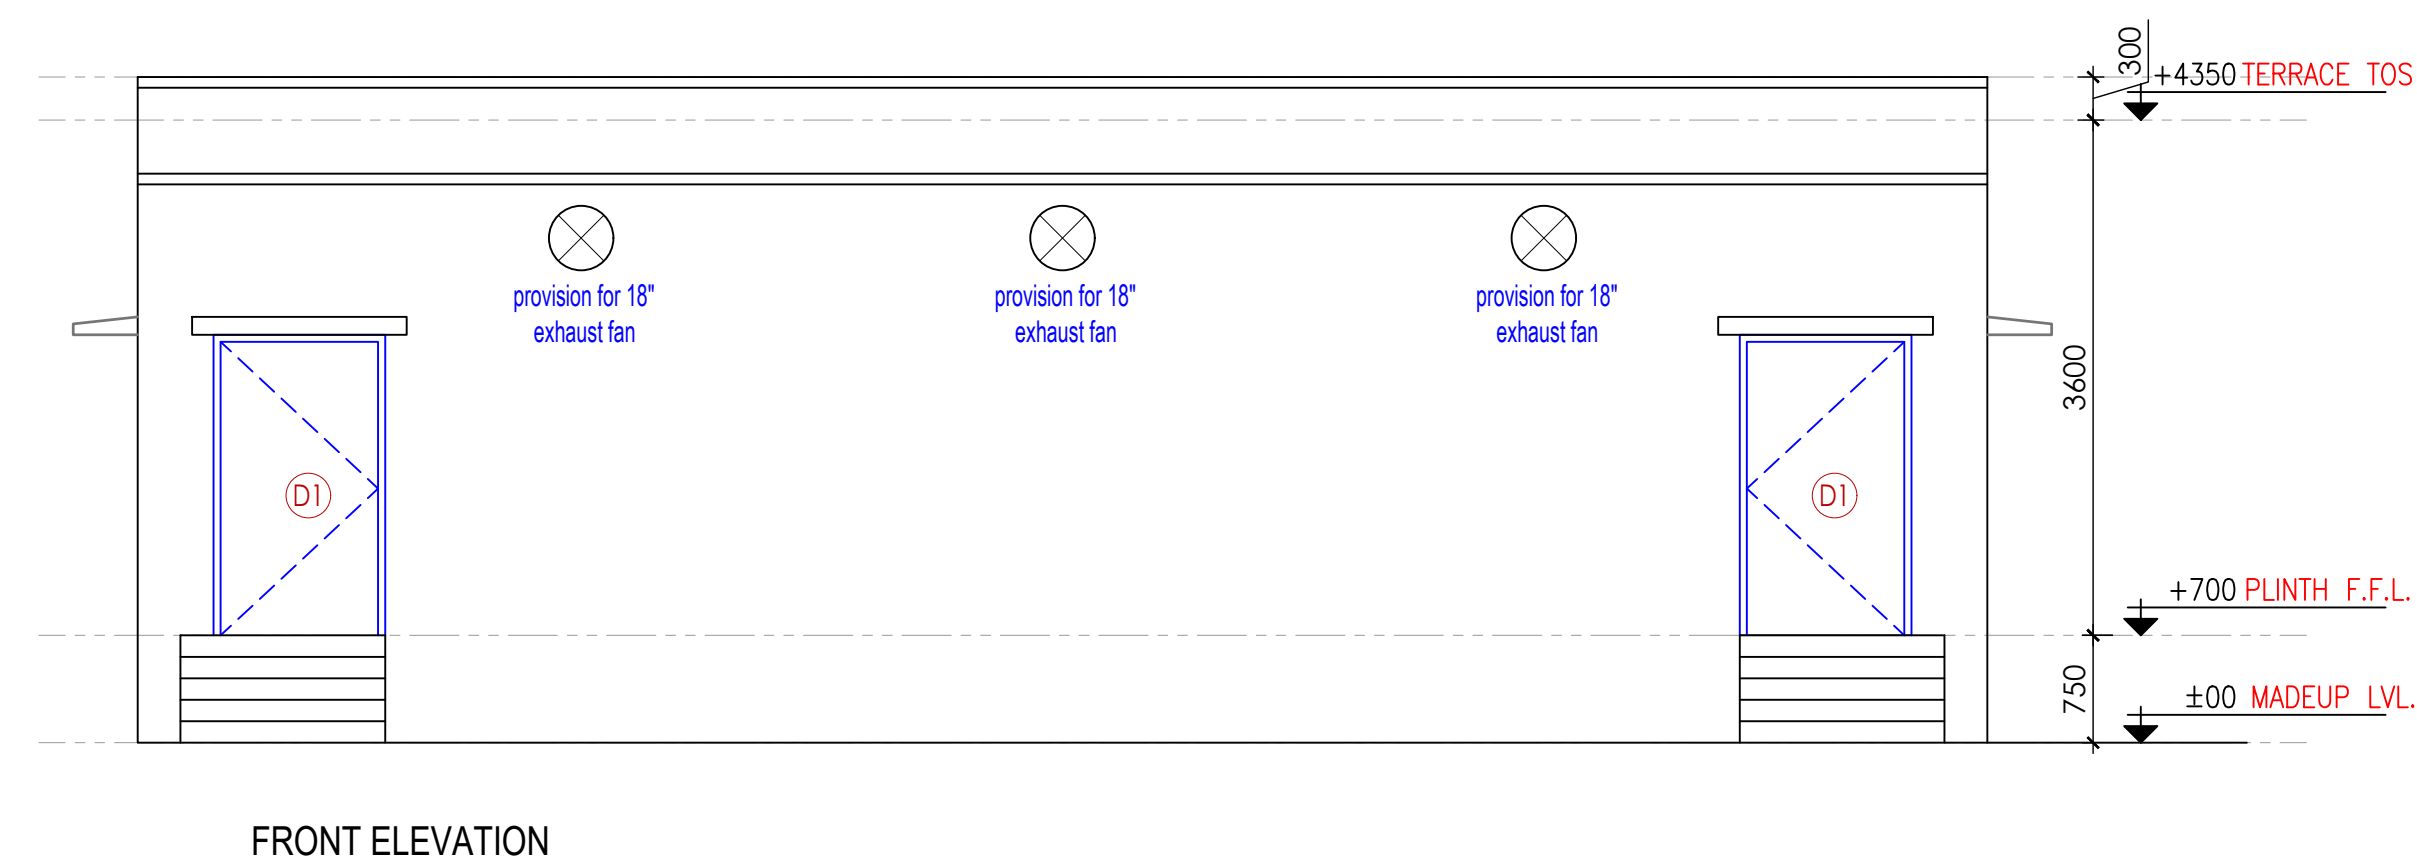 300
+4350 TERRACE TOS
provision for 18"
exhaust fan
provision for 18"
exhaust fan
provision for 18"
exhaust fan
3600
D1
D1
+700 PLINTH F.F.L.
750
±00 MADEUP LVL.
FRONT ELEVATION